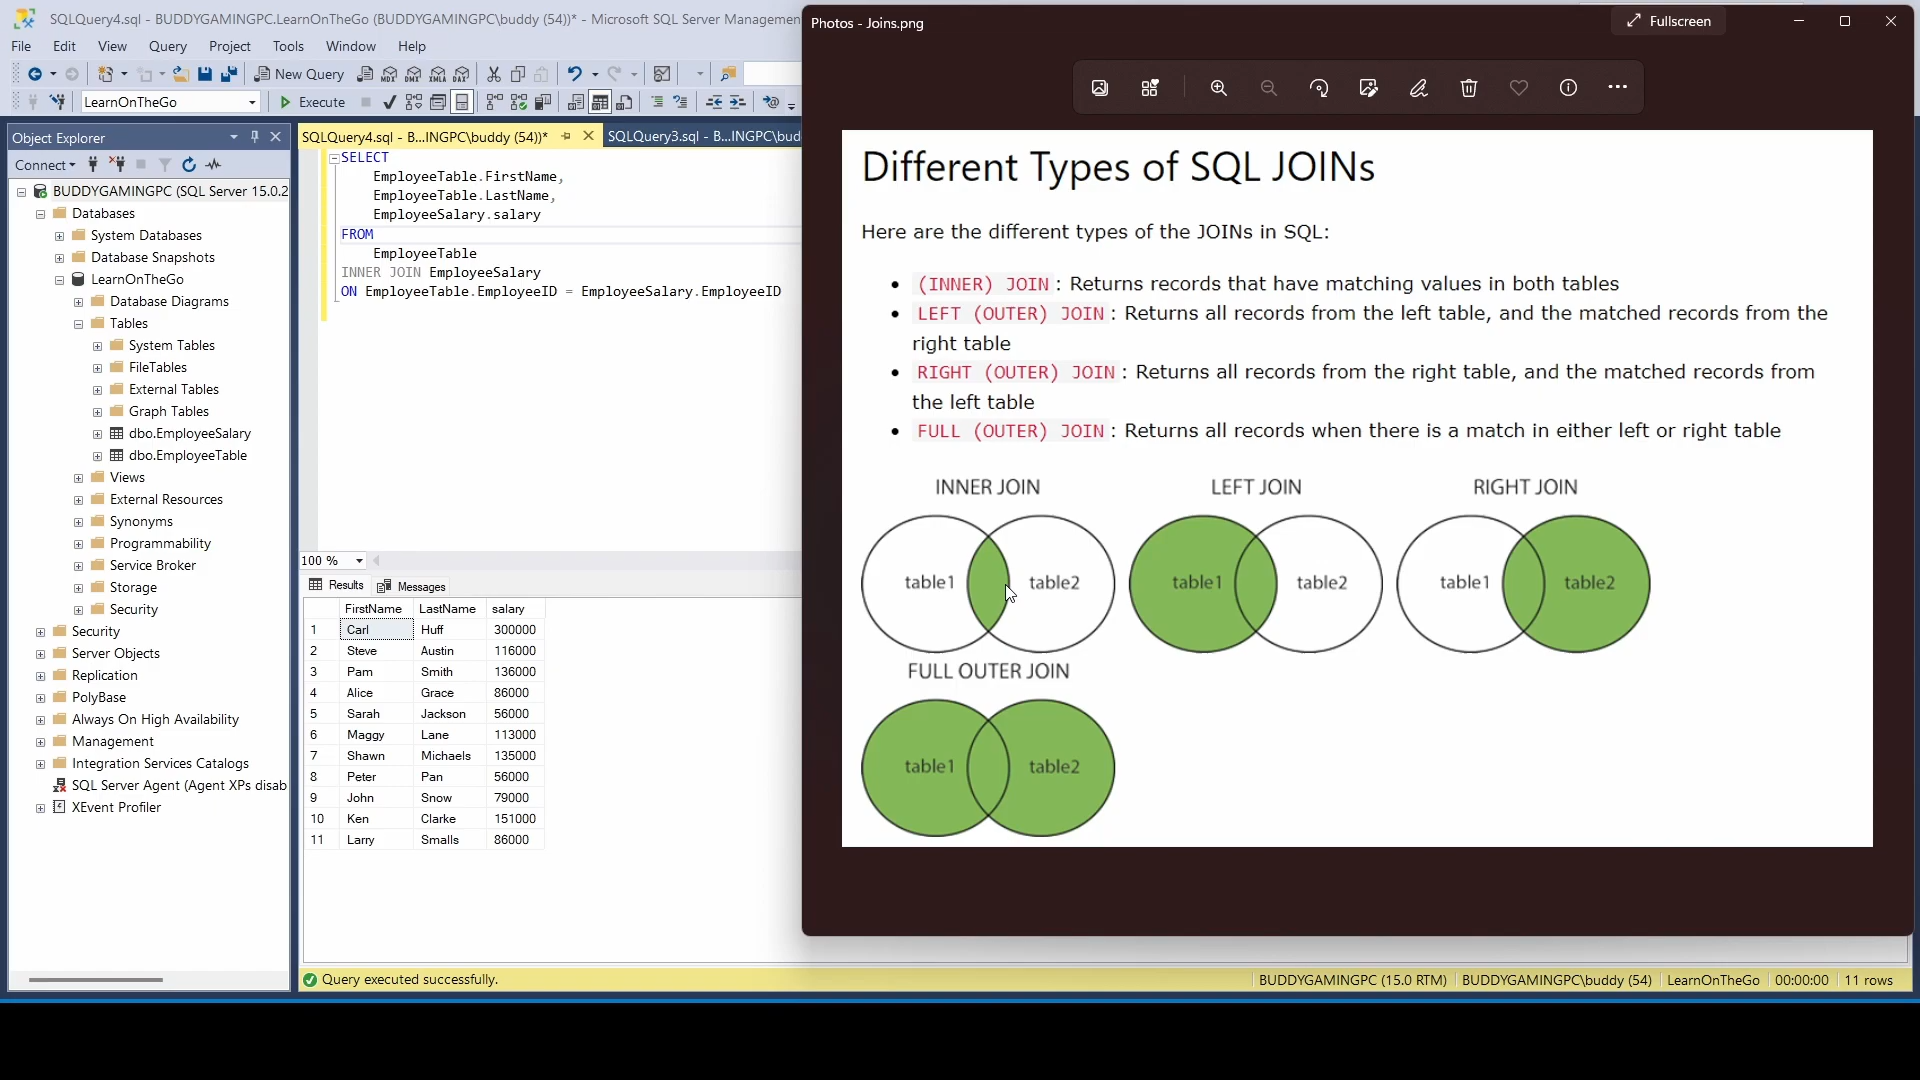 SQLQuery4.sql - BUDDYGAMINGPC.LearnOnTheGo (BUDDYGAMINGPC\buddy (54))* - Microsoft SQL Server Managemen
File Edit View Query Project Tools Window Help
New Query
LearnOnTheGo Execute
Object Explorer
Connect
BUDDYGAMINGPC (SQL Server 15.0.2
Databases
System Databases
Database Snapshots
LearnOnTheGo
Database Diagrams
Tables
System Tables
FileTables
External Tables
Graph Tables
dbo.EmployeeSalary
dbo.EmployeeTable
Views
External Resources
Synonyms
Programmability
Service Broker
Storage
Security
Security
Server Objects
Replication
PolyBase
Always On High Availability
Management
Integration Services Catalogs
SQL Server Agent (Agent XPs disab
XEvent Profiler
SQLQuery4.sql - B...INGPC\buddy (54))* SQLQuery3.sql - B...INGPC\bud
SELECT
EmployeeTable.FirstName,
EmployeeTable.LastName,
EmployeeSalary.salary
FROM
EmployeeTable
INNER JOIN EmployeeSalary
ON EmployeeTable.EmployeeID = EmployeeSalary.EmployeeID
100 %
Results Messages
FirstName LastName salary
1 Carl Huff 300000
2 Steve Austin 116000
3 Pam Smith 136000
4 Alice Grace 86000
5 Sarah Jackson 56000
6 Maggy Lane 113000
7 Shawn Michaels 135000
8 Peter Pan 56000
9 John Snow 79000
10 Ken Clarke 151000
11 Larry Smalls 86000
Query executed successfully. BUDDYGAMINGPC (15.0 RTM) BUDDYGAMINGPC\buddy (54) LearnOnTheGo 00:00:00 11 rows
Photos - Joins.png Fullscreen
Different Types of SQL JOINs
Here are the different types of the JOINs in SQL:
• (INNER) JOIN: Returns records that have matching values in both tables
• LEFT (OUTER) JOIN: Returns all records from the left table, and the matched records from the
right table
• RIGHT (OUTER) JOIN: Returns all records from the right table, and the matched records from
the left table
• FULL (OUTER) JOIN: Returns all records when there is a match in either left or right table
INNER JOIN LEFT JOIN RIGHT JOIN
table1 table2 table1 table2 table1 table2
FULL OUTER JOIN
table1 table2